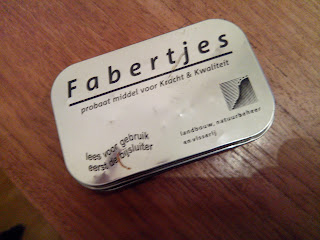 Fabertjes
probaat middel voor Kracht & Kwaliteit
lees voor gebruik
eerst de bijsluiter
landbouw, natuurbeheer
en visserij